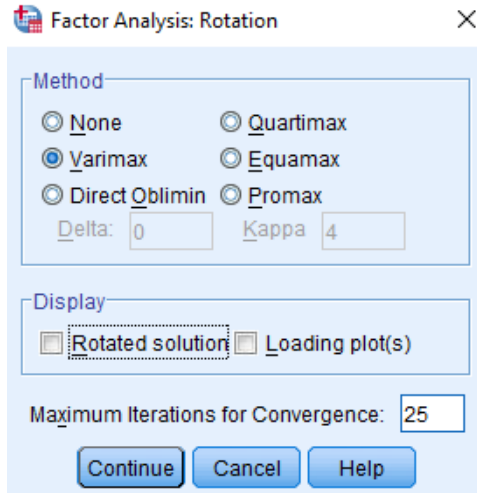 Factor Analysis: Rotation
Method
None Quartimax
Varimax Equamax
Direct Oblimin Promax
Delta: 0 Kappa 4
Display
Rotated solution Loading plot(s)
Maximum Iterations for Convergence: 25
Continue Cancel Help